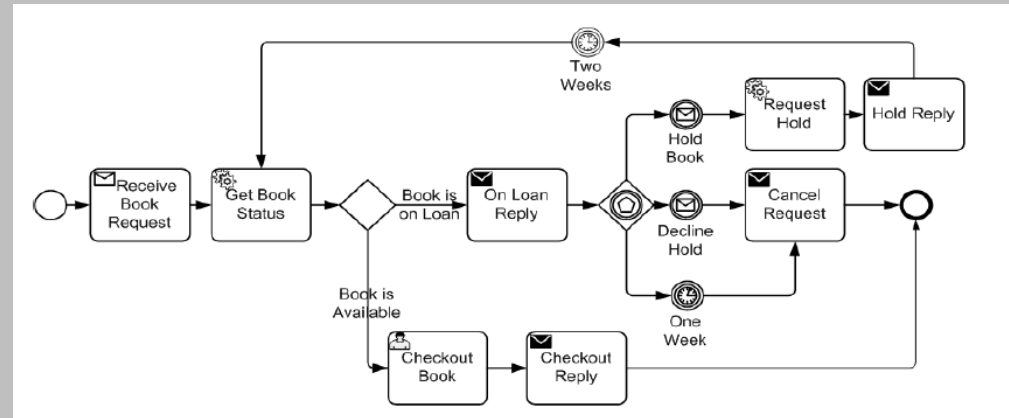 Two
Weeks
Request
Hold
Hold Reply
Hold
Book
Receive
Book
Request
Get Book
Status
Book is
on Loan
On Loan
Reply
Decline
Hold
Cancel
Request
One
Week
Book is
Available
Checkout
Book
Checkout
Reply